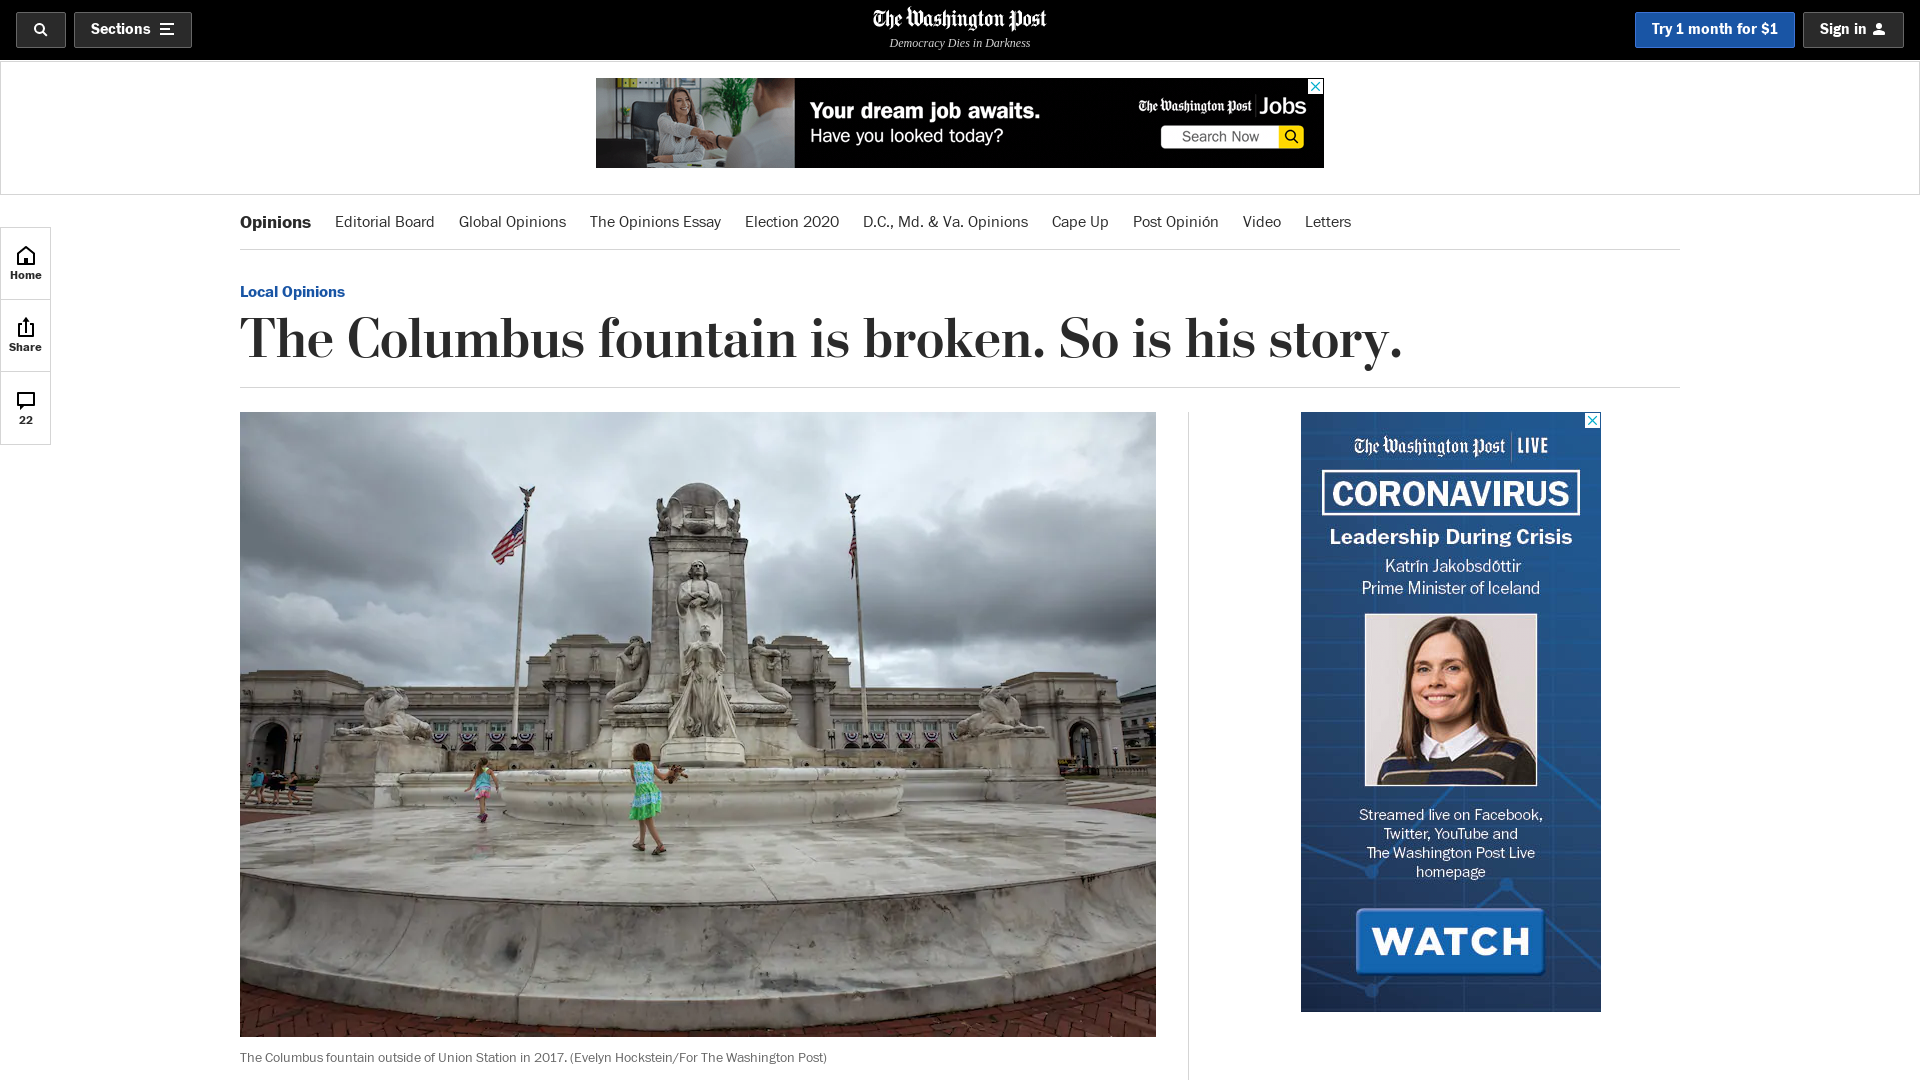 Sections
The Washington Post
Democracy Dies in Darkness
Try 1 month for $1
Sign in
Your dream job awaits.
Have you looked today?
The Washington Post Jobs
Search Now
Opinions Editorial Board Global Opinions The Opinions Essay Election 2020 D.C., Md. & Va. Opinions Cape Up Post Opinión Video Letters
Home
Share
22
Local Opinions
The Columbus fountain is broken. So is his story.
The Columbus fountain outside of Union Station in 2017. (Evelyn Hockstein/For The Washington Post)
The Washington Post LIVE
CORONAVIRUS
Leadership During Crisis
Katrín Jakobsdóttir
Prime Minister of Iceland
Streamed live on Facebook,
Twitter, YouTube and
The Washington Post Live
homepage
WATCH